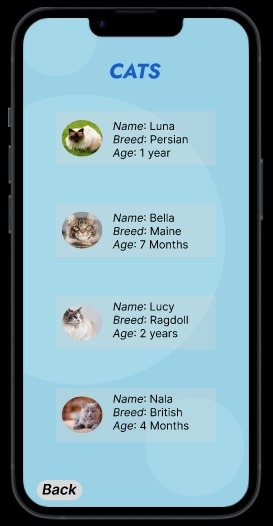 CATS
Name: Luna
Breed: Persian
Age: 1 year
Name: Bella
Breed: Maine
Age: 7 Months
Name: Lucy
Breed: Ragdoll
Age: 2 years
Name: Nala
Breed: British
Age: 4 Months
Back